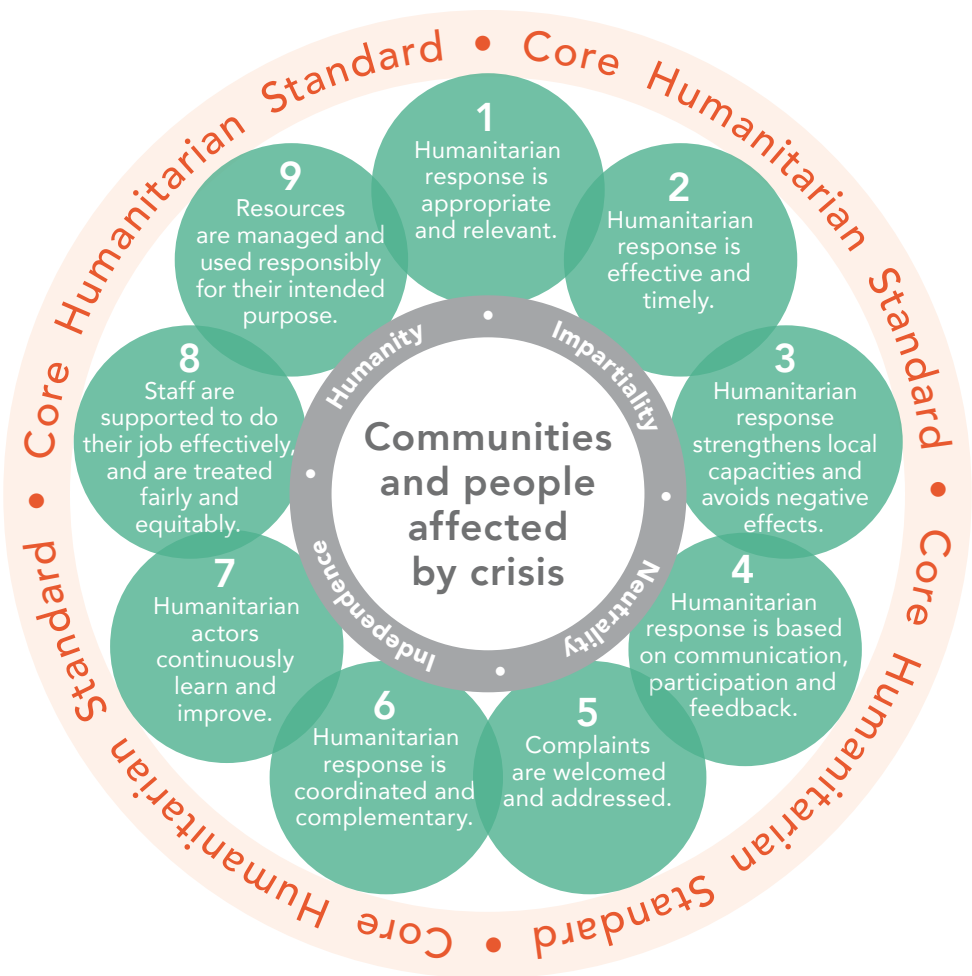 Core Humanitarian Standard • Core Humanitarian Standard • Core Humanitarian Standard • Core Humanitarian Standard •
1
Humanitarian
response is
appropriate
and relevant.
2
Humanitarian
response is
effective and
timely.
3
Humanitarian
response
strengthens local
capacities and
avoids negative
effects.
4
Humanitarian
response is based
on communication,
participation and
feedback.
5
Complaints
are welcomed
and addressed.
6
Humanitarian
response is
coordinated and
complementary.
7
Humanitarian
actors
continuously
learn and
improve.
8
Staff are
supported to do
their job effectively,
and are treated
fairly and
equitably.
9
Resources
are managed and
used responsibly
for their intended
purpose.
Humanity • Impartiality • Neutrality • Independence •
Communities
and people
affected
by crisis